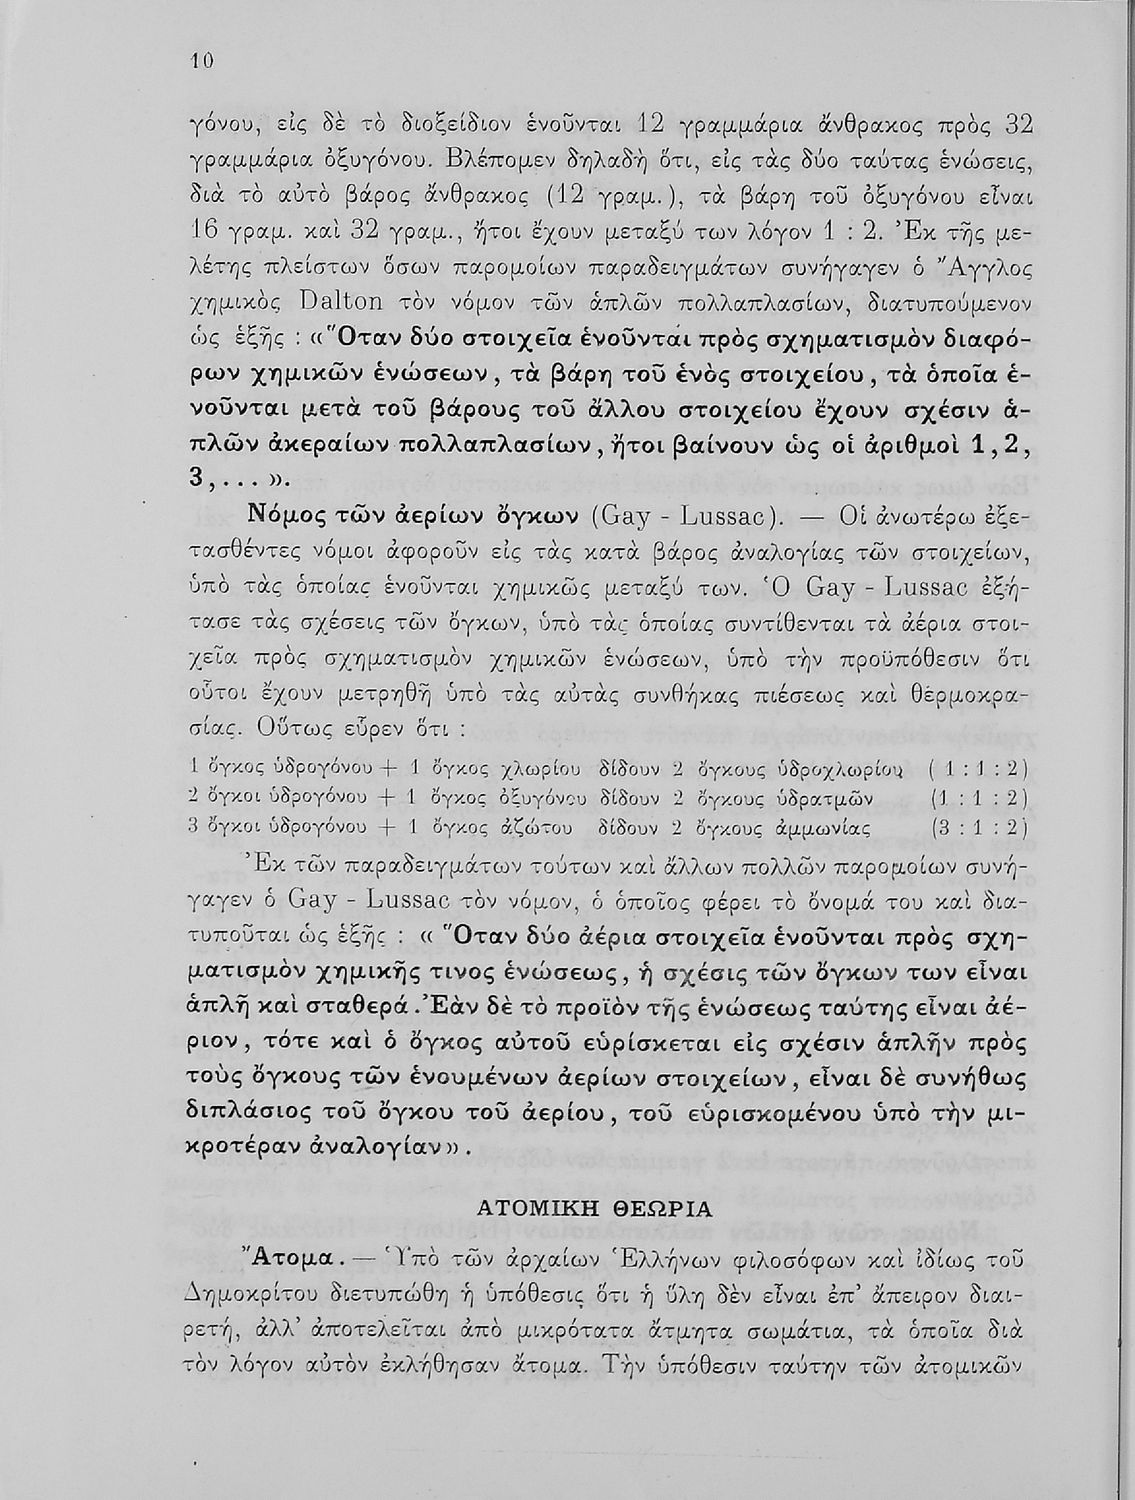 10
γόνου, εἰς δὲ τὸ διοξείδιον ἑνοῦνται 12 γραμμάρια ἄνθρακος πρὸς 32
γραμμάρια ὀξυγόνου. Βλέπομεν δηλαδὴ ὅτι, εἰς τὰς δύο ταύτας ἑνώσεις,
διὰ τὸ αὐτὸ βάρος ἄνθρακος (12 γραμ.), τὰ βάρη τοῦ ὀξυγόνου εἶναι
16 γραμ. καὶ 32 γραμ., ἤτοι ἔχουν μεταξύ των λόγον 1 : 2. Ἐκ τῆς με-
λέτης πλείστων ὅσων παρομοίων παραδειγμάτων συνήγαγεν ὁ Ἄγγλος
χημικὸς Dalton τὸν νόμον τῶν ἁπλῶν πολλαπλασίων, διατυπούμενον
ὡς ἑξῆς : «Ὅταν δύο στοιχεῖα ἑνοῦνται πρὸς σχηματισμὸν διαφό-
ρων χημικῶν ἑνώσεων, τὰ βάρη τοῦ ἑνὸς στοιχείου, τὰ ὁποῖα ἑ-
νοῦνται μετὰ τοῦ βάρους τοῦ ἄλλου στοιχείου ἔχουν σχέσιν ἁ-
πλῶν ἀκεραίων πολλαπλασίων, ἤτοι βαίνουν ὡς οἱ ἀριθμοὶ 1, 2,
3, ... ».
Νόμος τῶν ἀερίων ὄγκων (Gay - Lussac). — Οἱ ἀνωτέρω ἐξε-
τασθέντες νόμοι ἀφοροῦν εἰς τὰς κατὰ βάρος ἀναλογίας τῶν στοιχείων,
ὑπὸ τὰς ὁποίας ἑνοῦνται χημικῶς μεταξύ των. Ὁ Gay - Lussac ἐξή-
τασε τὰς σχέσεις τῶν ὄγκων, ὑπὸ τὰς ὁποίας συντίθενται τὰ ἀέρια στοι-
χεῖα πρὸς σχηματισμὸν χημικῶν ἑνώσεων, ὑπὸ τὴν προϋπόθεσιν ὅτι
οὗτοι ἔχουν μετρηθῆ ὑπὸ τὰς αὐτὰς συνθήκας πιέσεως καὶ θερμοκρα-
σίας. Οὕτως εὗρεν ὅτι :
1 ὄγκος ὑδρογόνου + 1 ὄγκος χλωρίου δίδουν 2 ὄγκους ὑδροχλωρίου ( 1 : 1 : 2)
2 ὄγκοι ὑδρογόνου + 1 ὄγκος ὀξυγόνου δίδουν 2 ὄγκους ὑδρατμῶν (1 : 1 : 2)
3 ὄγκοι ὑδρογόνου + 1 ὄγκος ἀζώτου δίδουν 2 ὄγκους ἀμμωνίας (3 : 1 : 2)
Ἐκ τῶν παραδειγμάτων τούτων καὶ ἄλλων πολλῶν παρομοίων συνή-
γαγεν ὁ Gay - Lussac τὸν νόμον, ὁ ὁποῖος φέρει τὸ ὄνομά του καὶ δια-
τυποῦται ὡς ἑξῆς : « Ὅταν δύο ἀέρια στοιχεῖα ἑνοῦνται πρὸς σχη-
ματισμὸν χημικῆς τινος ἑνώσεως, ἡ σχέσις τῶν ὄγκων των εἶναι
ἁπλῆ καὶ σταθερά. Ἐὰν δὲ τὸ προϊὸν τῆς ἑνώσεως ταύτης εἶναι ἀέ-
ριον, τότε καὶ ὁ ὄγκος αὐτοῦ εὑρίσκεται εἰς σχέσιν ἁπλῆν πρὸς
τοὺς ὄγκους τῶν ἑνουμένων ἀερίων στοιχείων, εἶναι δὲ συνήθως
διπλάσιος τοῦ ὄγκου τοῦ ἀερίου, τοῦ εὑρισκομένου ὑπὸ τὴν μι-
κροτέραν ἀναλογίαν».
ΑΤΟΜΙΚΗ ΘΕΩΡΙΑ
Ἄτομα. — Ὑπὸ τῶν ἀρχαίων Ἑλλήνων φιλοσόφων καὶ ἰδίως τοῦ
Δημοκρίτου διετυπώθη ἡ ὑπόθεσις ὅτι ἡ ὕλη δὲν εἶναι ἐπ’ ἄπειρον διαι-
ρετή, ἀλλ’ ἀποτελεῖται ἀπὸ μικρότατα ἄτμητα σωμάτια, τὰ ὁποῖα διὰ
τὸν λόγον αὐτὸν ἐκλήθησαν ἄτομα. Τὴν ὑπόθεσιν ταύτην τῶν ἀτομικῶν